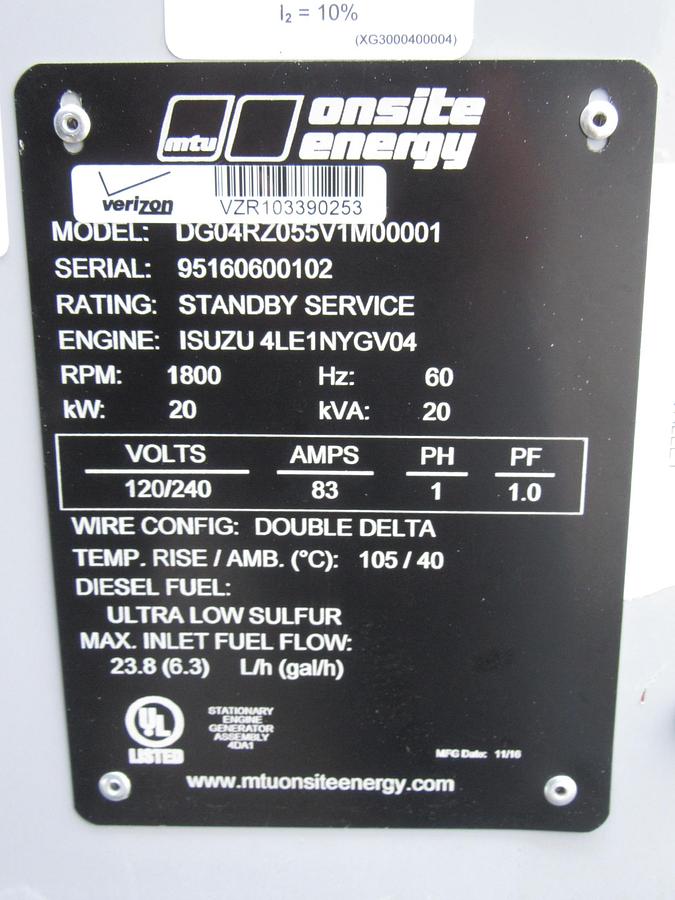 I₂ = 10%
(XG3000400004)
mtu onsite energy
verizon
VZR103390253
MODEL: DG04RZ055V1M00001
SERIAL: 95160600102
RATING: STANDBY SERVICE
ENGINE: ISUZU 4LE1NYGV04
RPM: 1800 Hz: 60
kW: 20 kVA: 20
VOLTS AMPS PH PF
120/240 83 1 1.0
WIRE CONFIG: DOUBLE DELTA
TEMP. RISE / AMB. (°C): 105 / 40
DIESEL FUEL:
ULTRA LOW SULFUR
MAX. INLET FUEL FLOW:
23.8 (6.3) L/h (gal/h)
UL
LISTED
STATIONARY
ENGINE
GENERATOR
ASSEMBLY
4DA1
MFG Date: 11/16
www.mtuonsiteenergy.com